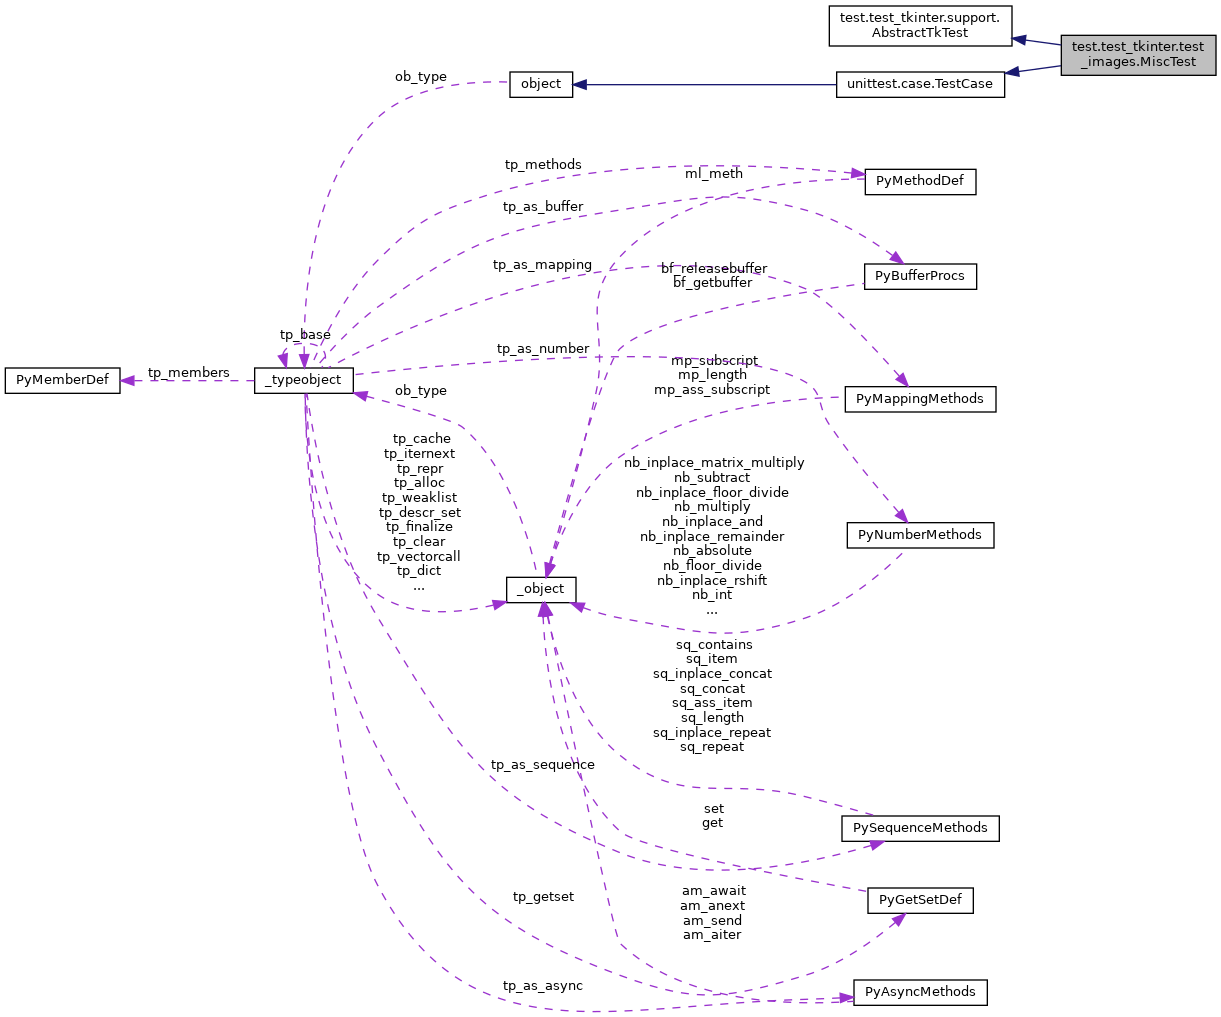 test.test_tkinter.support.
AbstractTkTest
test.test_tkinter.test
_images.MiscTest
ob_type
object
unittest.case.TestCase
tp_methods
ml_meth
PyMethodDef
tp_as_buffer
tp_as_mapping
bf_releasebuffer
bf_getbuffer
PyBufferProcs
tp_base
tp_as_number
PyMemberDef
tp_members
_typeobject
ob_type
mp_subscript
mp_length
mp_ass_subscript
PyMappingMethods
tp_cache
tp_iternext
tp_repr
tp_alloc
tp_weaklist
tp_descr_set
tp_finalize
tp_clear
tp_vectorcall
tp_dict
...
nb_inplace_matrix_multiply
nb_subtract
nb_inplace_floor_divide
nb_multiply
nb_inplace_and
nb_inplace_remainder
nb_absolute
nb_floor_divide
nb_inplace_rshift
nb_int
...
PyNumberMethods
_object
sq_contains
sq_item
sq_inplace_concat
sq_concat
sq_ass_item
sq_length
sq_inplace_repeat
sq_repeat
tp_as_sequence
set
get
PySequenceMethods
tp_getset
am_await
am_anext
am_send
am_aiter
PyGetSetDef
tp_as_async
PyAsyncMethods